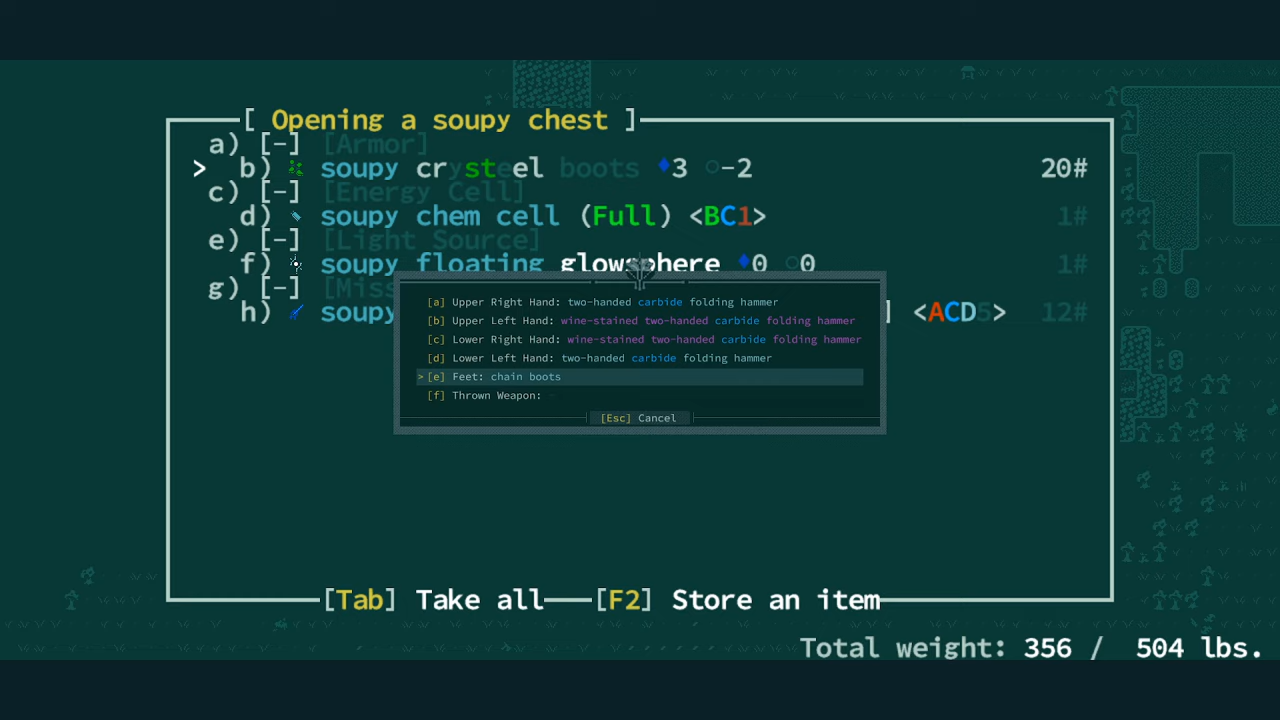 [ Opening a soupy chest ]
a) [-] [Armor]
> b) soupy crysteel boots ♦3 ○-2 20#
c) [-] [Energy Cell]
d) soupy chem cell (Full) <BC1> 1#
e) [-] [Light Source]
f) soupy floating glowsphere ♦0 ○0 1#
g) [-] [Miss
h) soupy ] <ACD5> 12#
[a] Upper Right Hand: two-handed carbide folding hammer
[b] Upper Left Hand: wine-stained two-handed carbide folding hammer
[c] Lower Right Hand: wine-stained two-handed carbide folding hammer
[d] Lower Left Hand: two-handed carbide folding hammer
> [e] Feet: chain boots
[f] Thrown Weapon: -
[Esc] Cancel
[Tab] Take all [F2] Store an item
Total weight: 356 / 504 lbs.